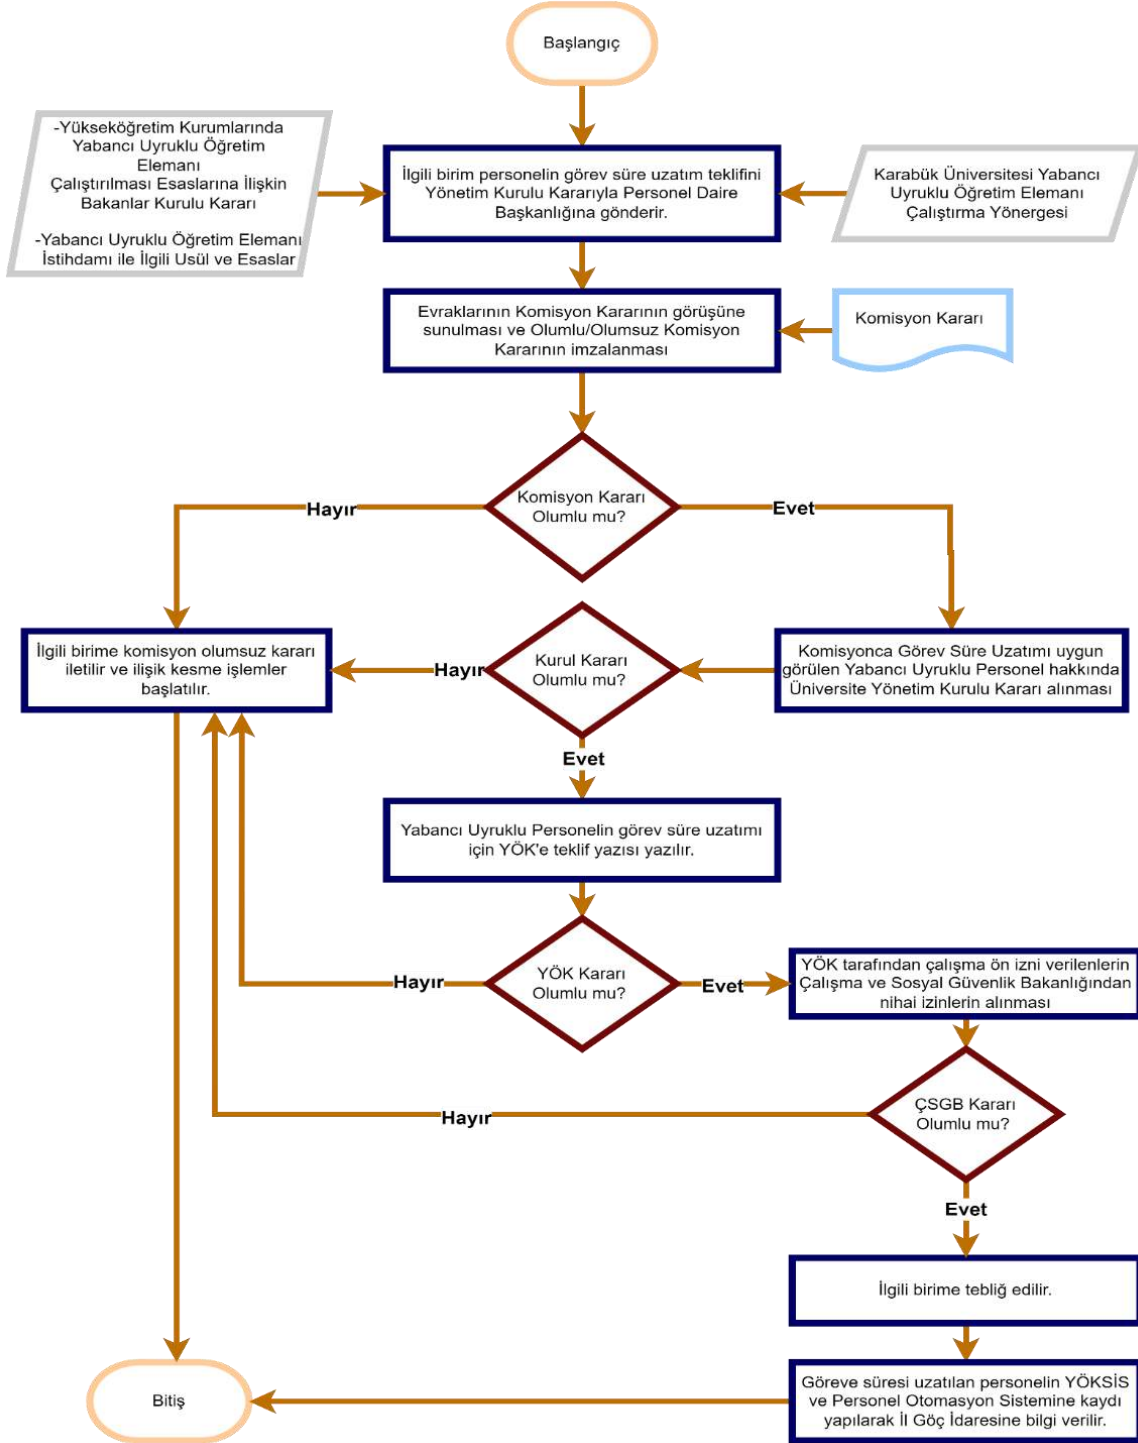 Başlangıç
-Yükseköğretim Kurumlarında
Yabancı Uyruklu Öğretim
Elemanı
Çalıştırılması Esaslarına İlişkin
Bakanlar Kurulu Kararı
-Yabancı Uyruklu Öğretim Elemanı
İstihdamı ile İlgili Usül ve Esaslar
İlgili birim personelin görev süre uzatım teklifini
Yönetim Kurulu Kararıyla Personel Daire
Başkanlığına gönderir.
Karabük Üniversitesi Yabancı
Uyruklu Öğretim Elemanı
Çalıştırma Yönergesi
Evraklarının Komisyon Kararının görüşüne
sunulması ve Olumlu/Olumsuz Komisyon
Kararının imzalanması
Komisyon Kararı
Komisyon Kararı
Olumlu mu?
Hayır
Evet
İlgili birime komisyon olumsuz kararı
iletilir ve ilişik kesme işlemler
başlatılır.
Hayır
Kurul Kararı
Olumlu mu?
Komisyonca Görev Süre Uzatımı uygun
görülen Yabancı Uyruklu Personel hakkında
Üniversite Yönetim Kurulu Kararı alınması
Evet
Yabancı Uyruklu Personelin görev süre uzatımı
için YÖK'e teklif yazısı yazılır.
Hayır
YÖK Kararı
Olumlu mu?
Evet
YÖK tarafından çalışma ön izni verilenlerin
Çalışma ve Sosyal Güvenlik Bakanlığından
nihai izinlerin alınması
Hayır
ÇSGB Kararı
Olumlu mu?
Evet
İlgili birime tebliğ edilir.
Bitiş
Göreve süresi uzatılan personelin YÖKSİS
ve Personel Otomasyon Sistemine kaydı
yapılarak İl Göç İdaresine bilgi verilir.